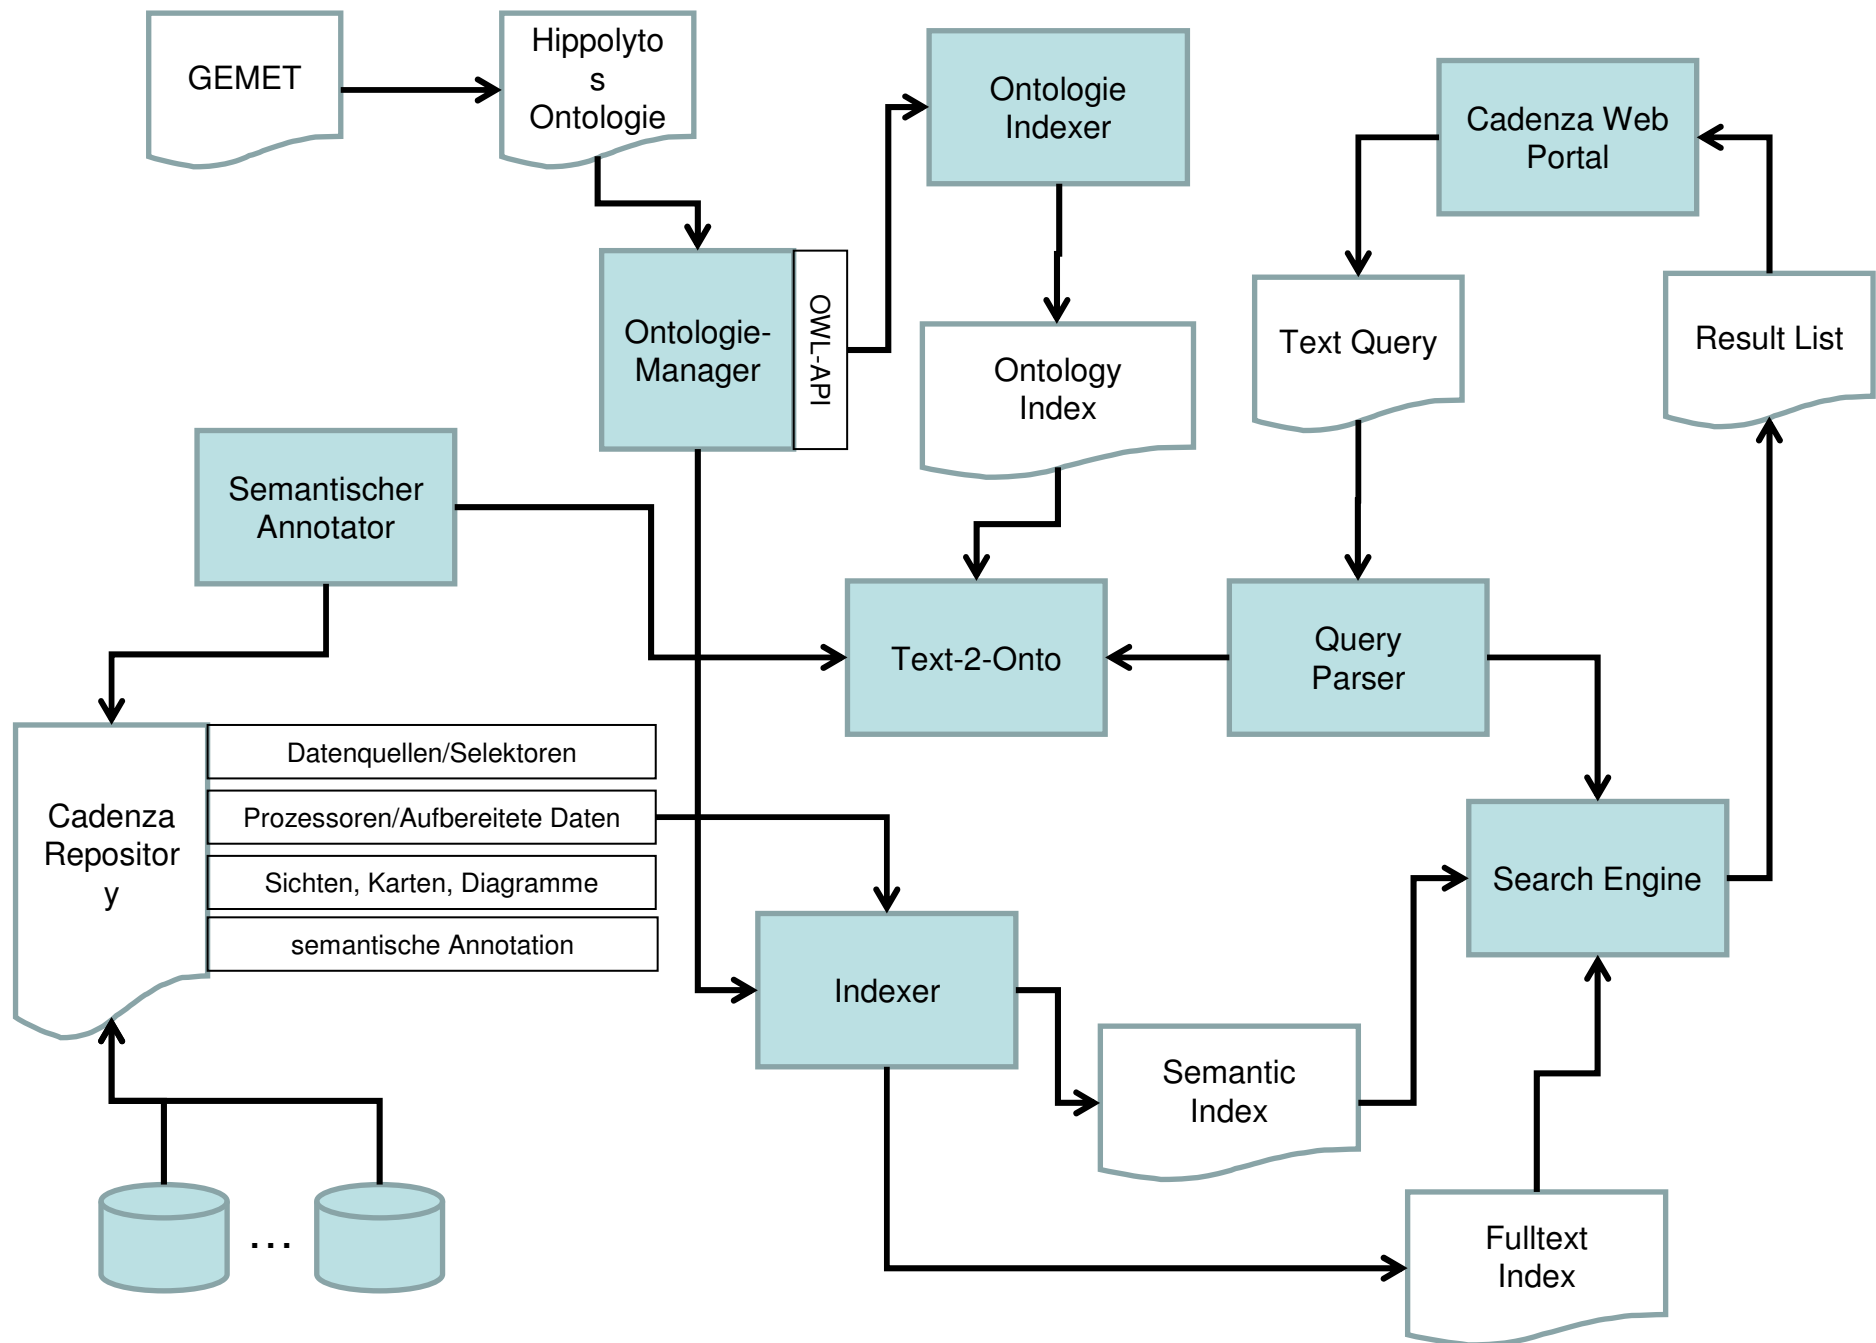 GEMET
Hippolyto
s
Ontologie
Ontologie
Indexer
Cadenza Web
Portal
Ontologie-
Manager
OWL-API
Ontology
Index
Text Query
Result List
Semantischer
Annotator
Text-2-Onto
Query
Parser
Cadenza
Repositor
y
Datenquellen/Selektoren
Prozessoren/Aufbereitete Daten
Sichten, Karten, Diagramme
semantische Annotation
Search Engine
Indexer
Semantic
Index
Fulltext
Index
...